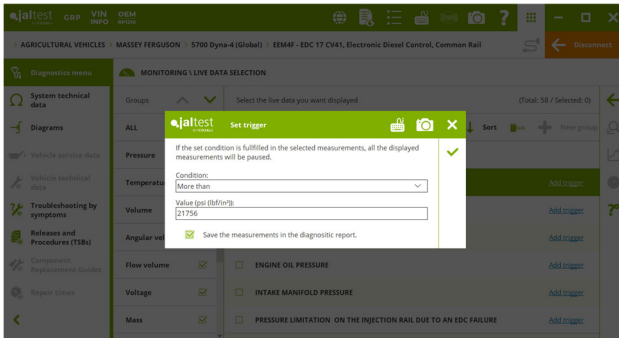 jaltest
GRP
VIN INFO
OEM
?
AGRICULTURAL VEHICLES > MASSEY FERGUSON > 5700 Dyna-4 (Global) > EEM4F - EDC 17 CV41, Electronic Diesel Control, Common Rail
Disconnect
Diagnostics menu
MONITORING \ LIVE DATA SELECTION
System technical data
Groups
Select the live data you want displayed
(Total: 58 / Selected: 0)
Diagrams
ALL
jaltest
Set trigger
Sort
New group
Vehicle service data
Pressure
If the set condition is fullfilled in the selected measurements, all the displayed
measurements will be paused.
Vehicle technical data
Temperatu
Condition:
More than
Add trigger
Troubleshooting by symptoms
Volume
Value (psi (lbf/in²)):
21756
Add trigger
Releases and Procedures (TSBs)
Angular vel
Save the measurements in the diagnositic report.
Add trigger
Component Replacement Guides
Flow volume
ENGINE OIL PRESSURE
Add trigger
Repair times
Voltage
INTAKE MANIFOLD PRESSURE
Add trigger
Mass
PRESSURE LIMITATION ON THE INJECTION RAIL DUE TO AN EDC FAILURE
Add trigger